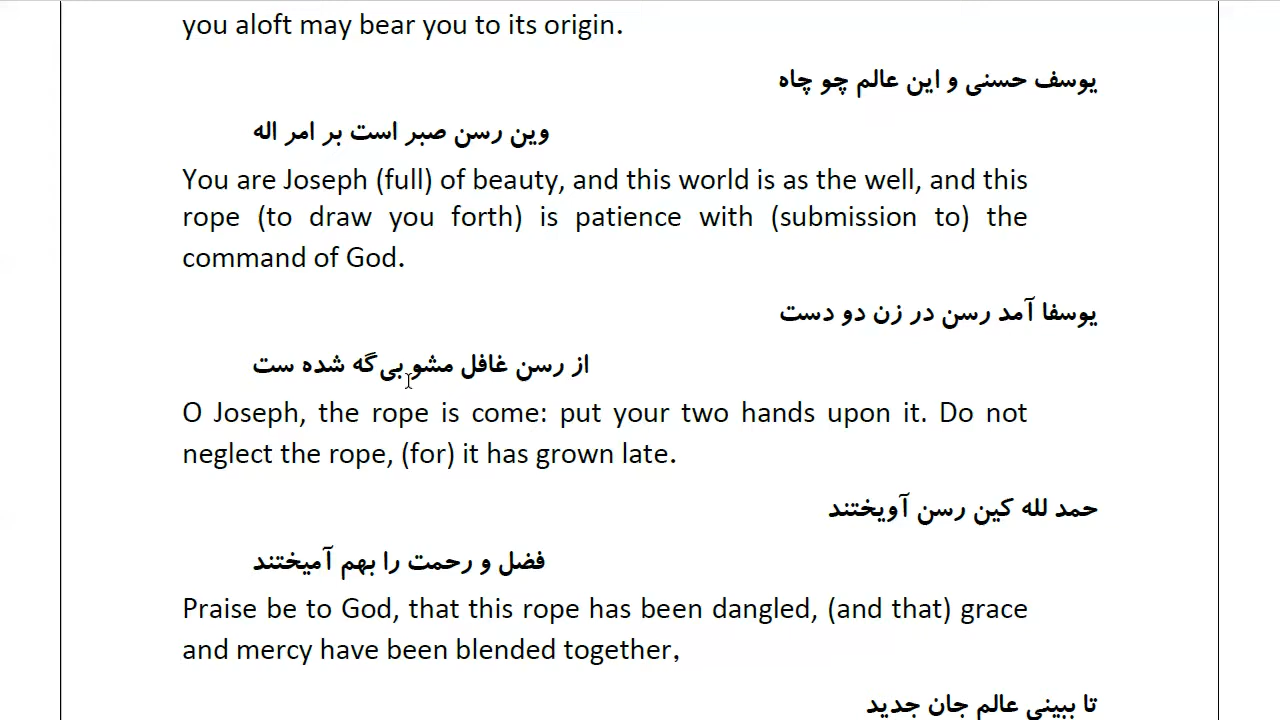 you aloft may bear you to its origin.
یوسف حسنی و این عالم چو چاه
وین رسن صبر است بر امر اله
You are Joseph (full) of beauty, and this world is as the well, and this
rope (to draw you forth) is patience with (submission to) the
command of God.
یوسفا آمد رسن در زن دو دست
از رسن غافل مشو بی‌گه شده ست
O Joseph, the rope is come: put your two hands upon it. Do not
neglect the rope, (for) it has grown late.
حمد لله کین رسن آویختند
فضل و رحمت را بهم آمیختند
Praise be to God, that this rope has been dangled, (and that) grace
and mercy have been blended together,
تا ببینی عالم جان جدید